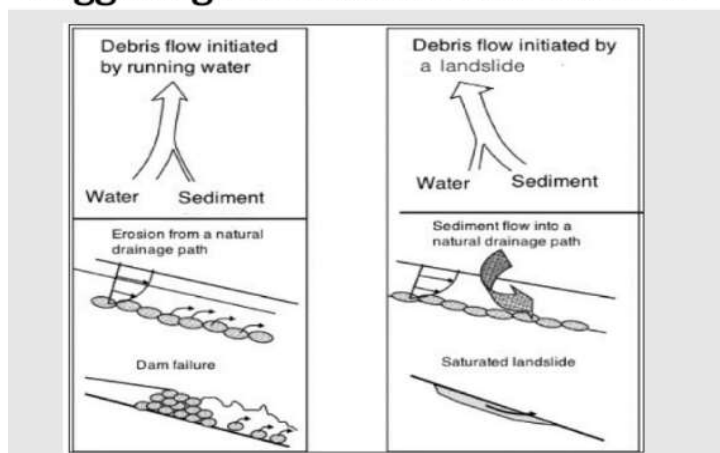 Debris flow initiated
by running water
Water Sediment
Erosion from a natural
drainage path
Dam failure
Debris flow initiated by
a landslide
Water Sediment
Sediment flow into a
natural drainage path
Saturated landslide